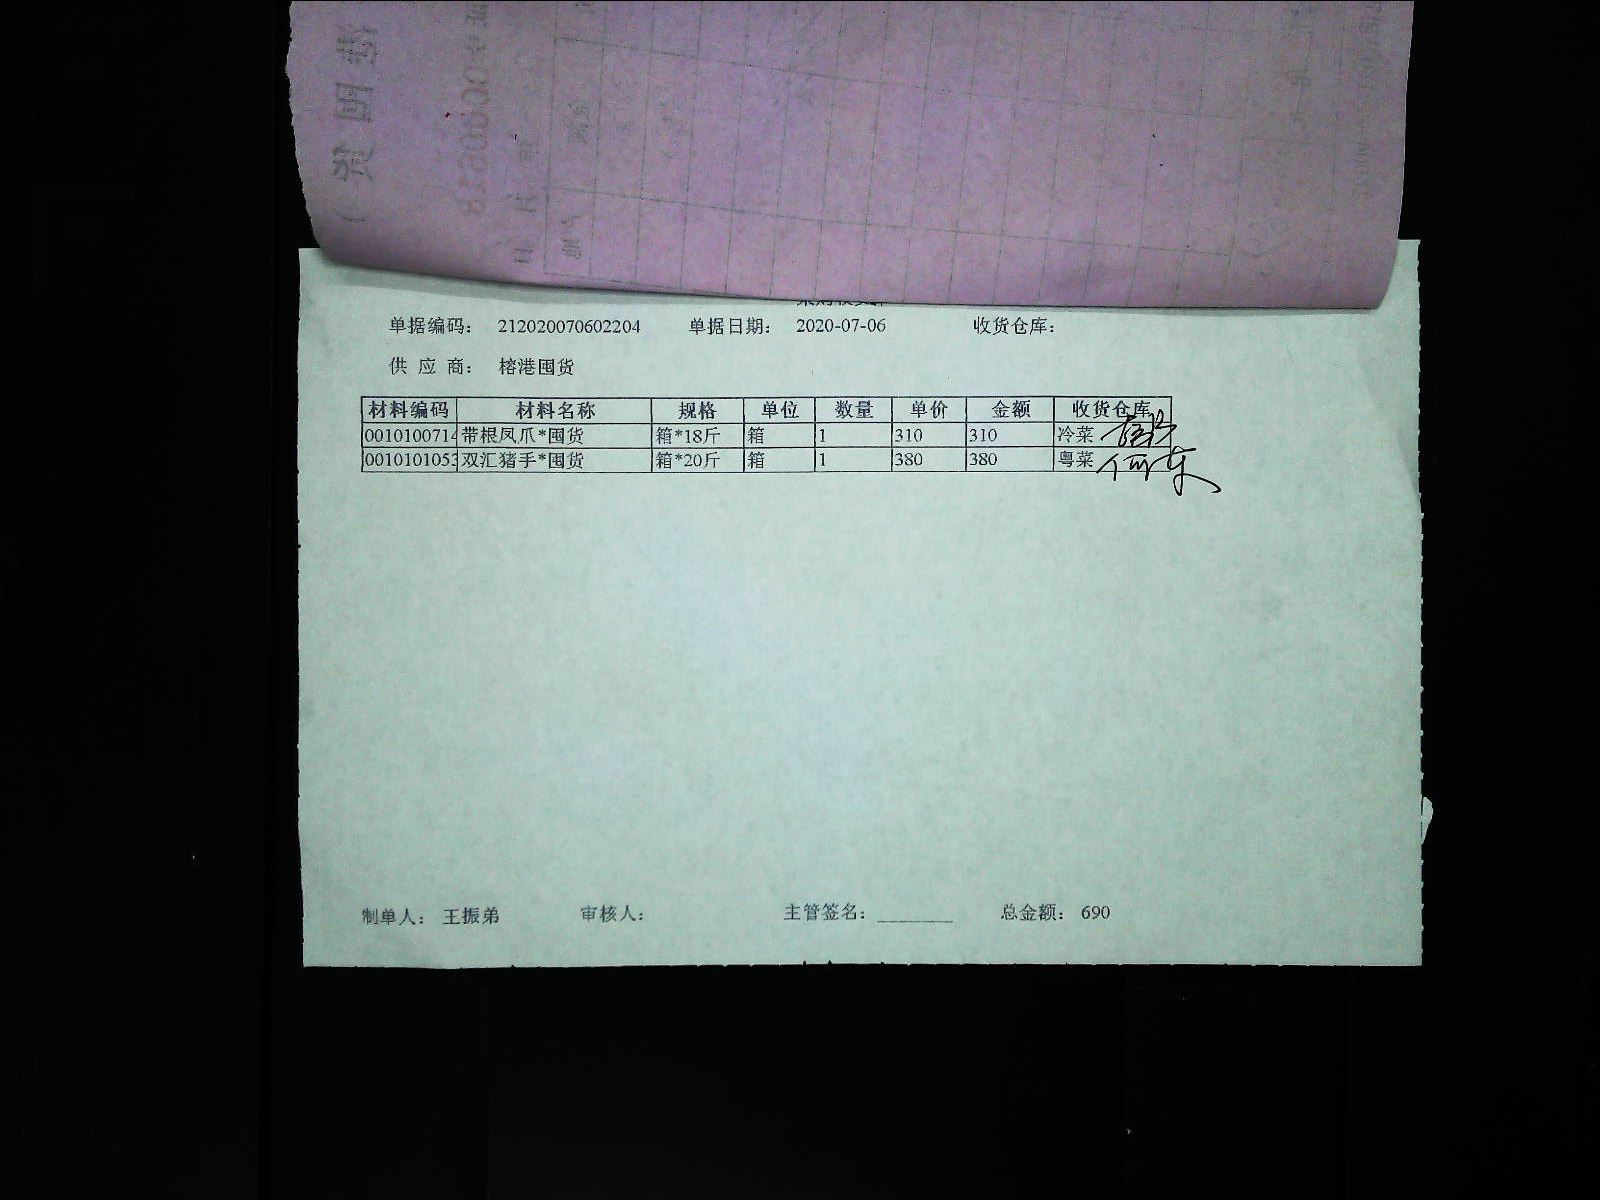 单据编码： 212020070602204 单据日期： 2020-07-06 收货仓库：
供 应 商： 榕港囤货
材料编码 材料名称 规格 单位 数量 单价 金额 收货仓库
0010100714 带根凤爪*囤货 箱*18斤 箱 1 310 310 冷菜
0010101053 双汇猪手*囤货 箱*20斤 箱 1 380 380 粤菜
制单人： 王振弟 审核人： 主管签名： ________ 总金额： 690